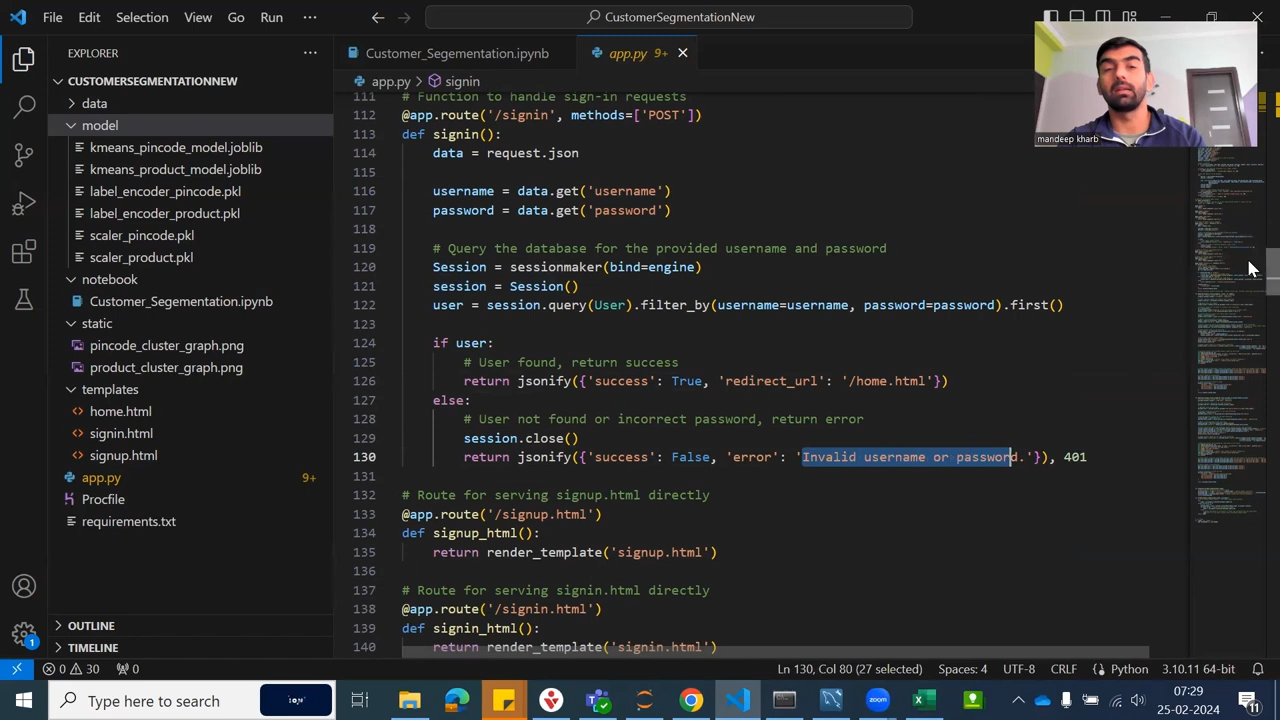 File Edit Selection View Go Run
CustomerSegmentationNew
EXPLORER
Customer_Segementation.ipynb
app.py 9+
CUSTOMERSEGMENTATIONNEW
app.py
signin
mandeep kharb
data
model
kmeans_pincode_model.joblib
kmeans_product_model.joblib
label_encoder_pincode.pkl
label_encoder_product.pkl
scaler_pincode.pkl
scaler_product.pkl
.gitignore
Customer_Segementation.ipynb
static
pincode_cluster_graph.png
product_cluster_graph.png
templates
home.html
signin.html
signup.html
app.py 9+
Procfile
requirements.txt
OUTLINE
TIMELINE
111 # Function to handle sign-in requests
112 @app.route('/signin', methods=['POST'])
113 def signin():
114 data = request.json
115
116 username = data.get('username')
117 password = data.get('password')
118
119 # Query the database for the provided username and password
120 Session = sessionmaker(bind=engine)
121 session = Session()
122 user = session.query(User).filter_by(username=username, password=password).first()
123
124 if user:
125 # User found, return success
126 return jsonify({'success': True, 'redirect_url': '/home.html'})
127 else:
128 # User not found or incorrect password, return error
129 session.close()
130 return jsonify({'success': False, 'error': 'Invalid username or password.'}), 401
131
132 # Route for serving signup.html directly
133 @app.route('/signup.html')
134 def signup_html():
135 return render_template('signup.html')
136
137 # Route for serving signin.html directly
138 @app.route('/signin.html')
139 def signin_html():
140 return render_template('signin.html')
0 30 0
Ln 130, Col 80 (27 selected) Spaces: 4 UTF-8 CRLF Python 3.10.11 64-bit
1
Type here to search
zoom
07:29
25-02-2024
11